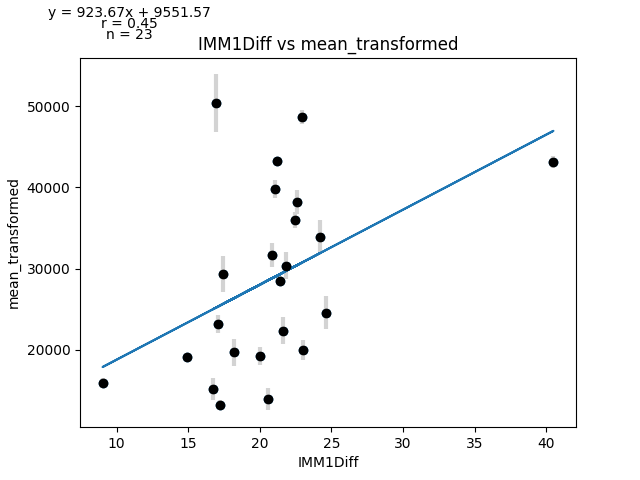 y = 923.67x + 9551.57
r = 0.45
n = 23
IMM1Diff vs mean_transformed
50000
40000
30000
20000
mean_transformed
10
15
20
25
30
35
40
IMM1Diff